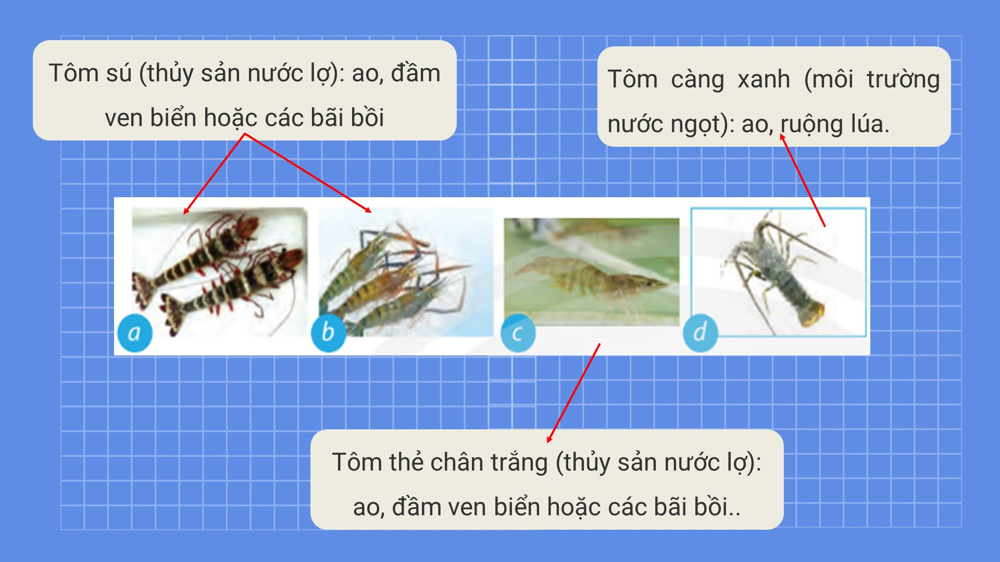 Tôm sú (thủy sản nước lợ): ao, đầm
ven biển hoặc các bãi bồi
Tôm càng xanh (môi trường
nước ngọt): ao, ruộng lúa.
a
b
c
d
Tôm thẻ chân trắng (thủy sản nước lợ):
ao, đầm ven biển hoặc các bãi bồi..